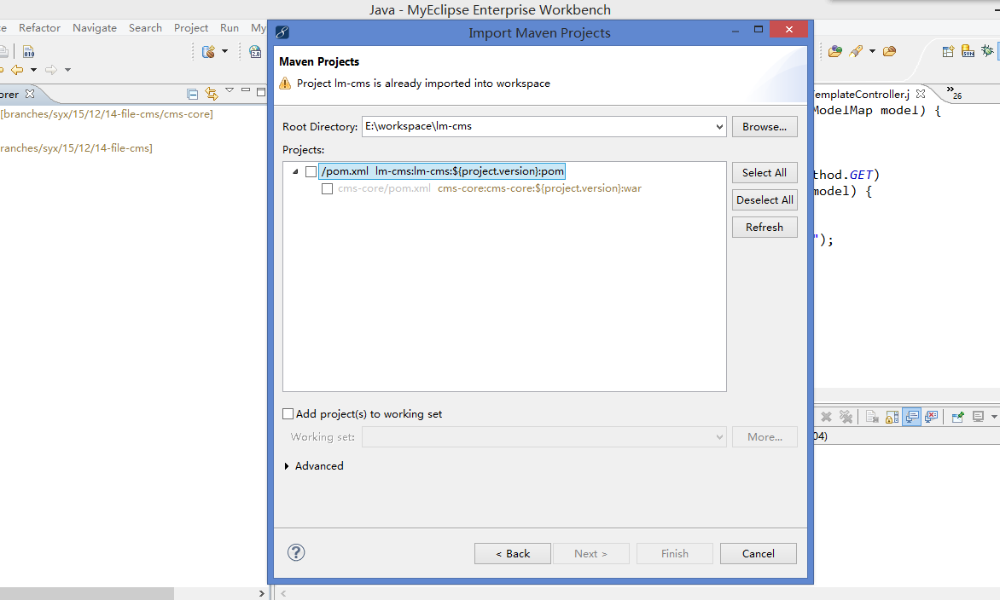 Java - MyEclipse Enterprise Workbench
Refactor Navigate Search Project Run My
Import Maven Projects
Maven Projects
Project lm-cms is already imported into workspace
orer
[branches/syx/15/12/14-file-cms/cms-core]
ranches/syx/15/12/14-file-cms]
Root Directory: E:\workspace\lm-cms Browse...
Projects:
/pom.xml lm-cms:lm-cms:${project.version}:pom
cms-core/pom.xml cms-core:cms-core:${project.version}:war
Select All
Deselect All
Refresh
Add project(s) to working set
Working set: More...
Advanced
< Back Next > Finish Cancel
emplateController.j
26
ModelMap model) {
thod.GET)
model) {
");
04)